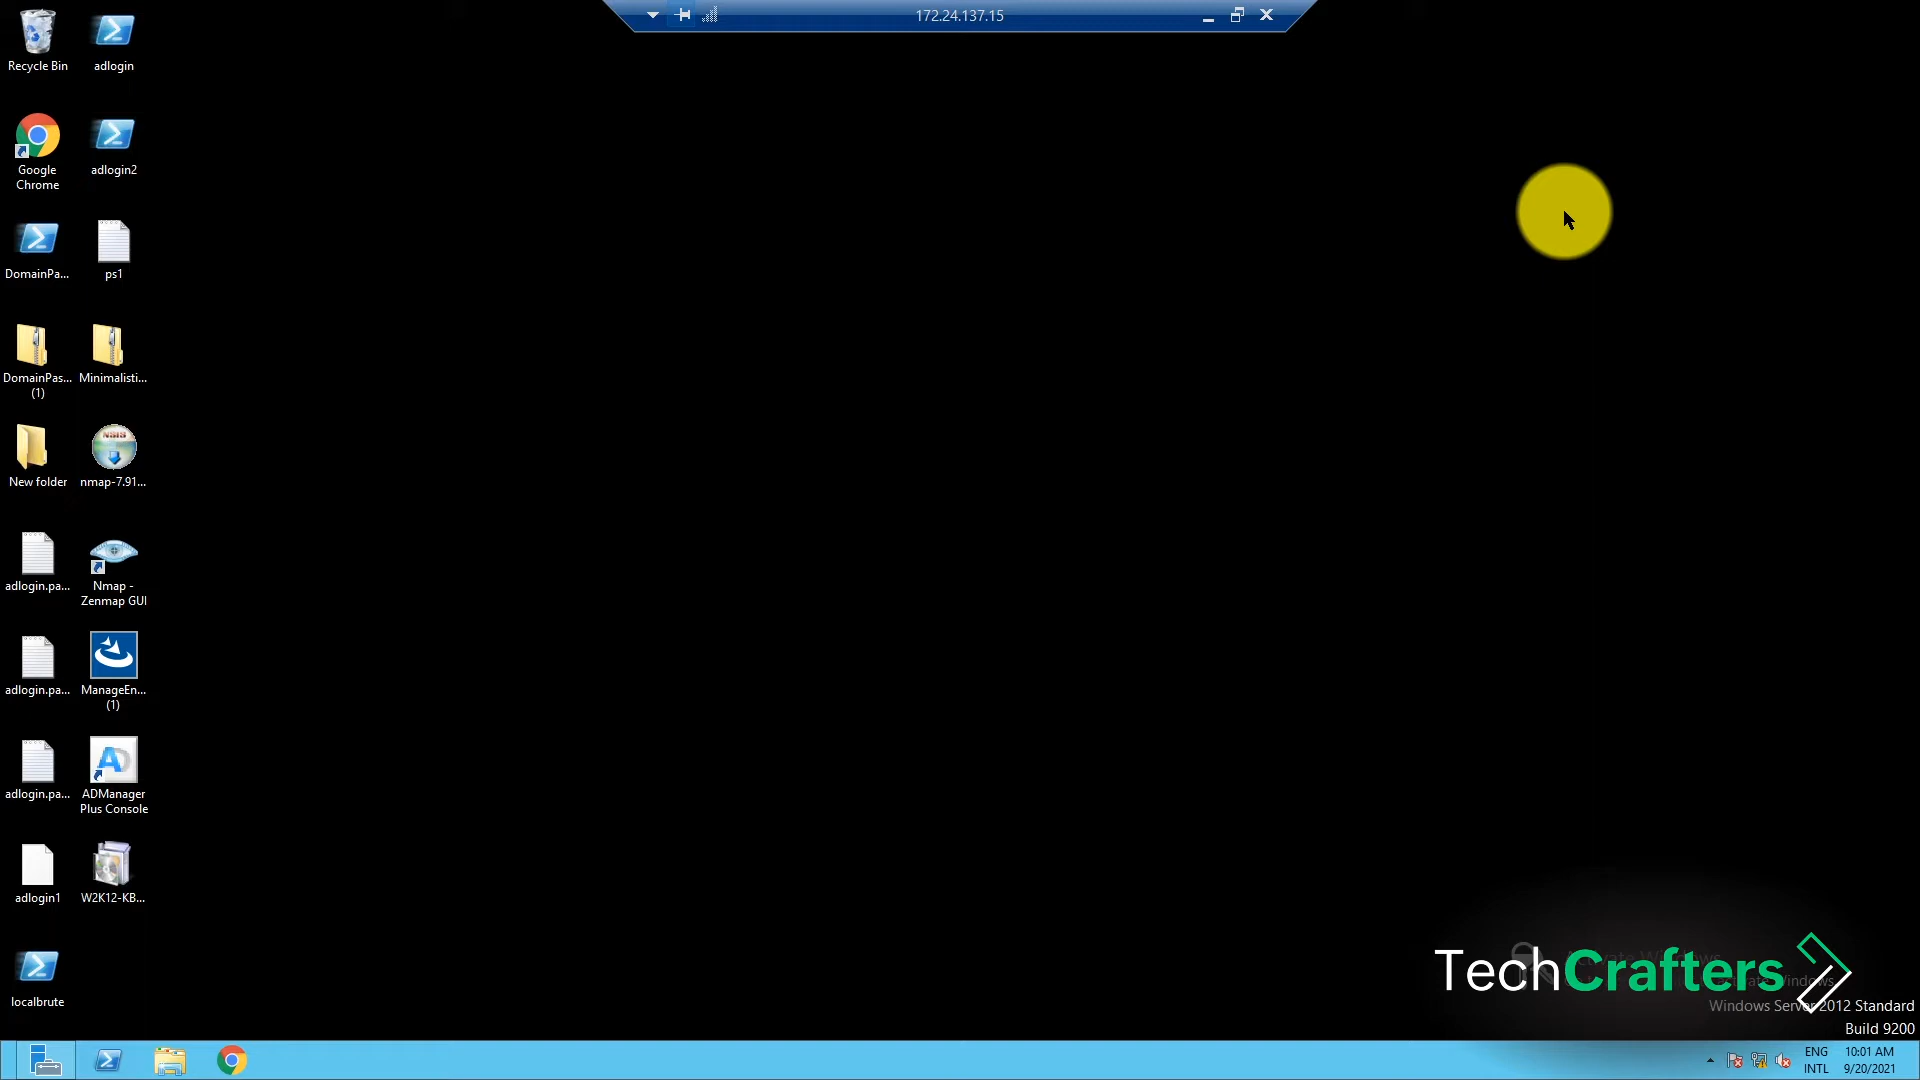 172.24.137.15
Recycle Bin
adlogin
Google
Chrome
adlogin2
DomainPa...
ps1
DomainPas...
(1)
Minimalisti...
New folder
nmap-7.91...
adlogin.pa...
Nmap -
Zenmap GUI
adlogin.pa...
ManageEn...
(1)
adlogin.pa...
ADManager
Plus Console
adlogin1
W2K12-KB...
localbrute
TechCrafters
Windows Server 2012 Standard
Build 9200
ENG
INTL
10:01 AM
9/20/2021